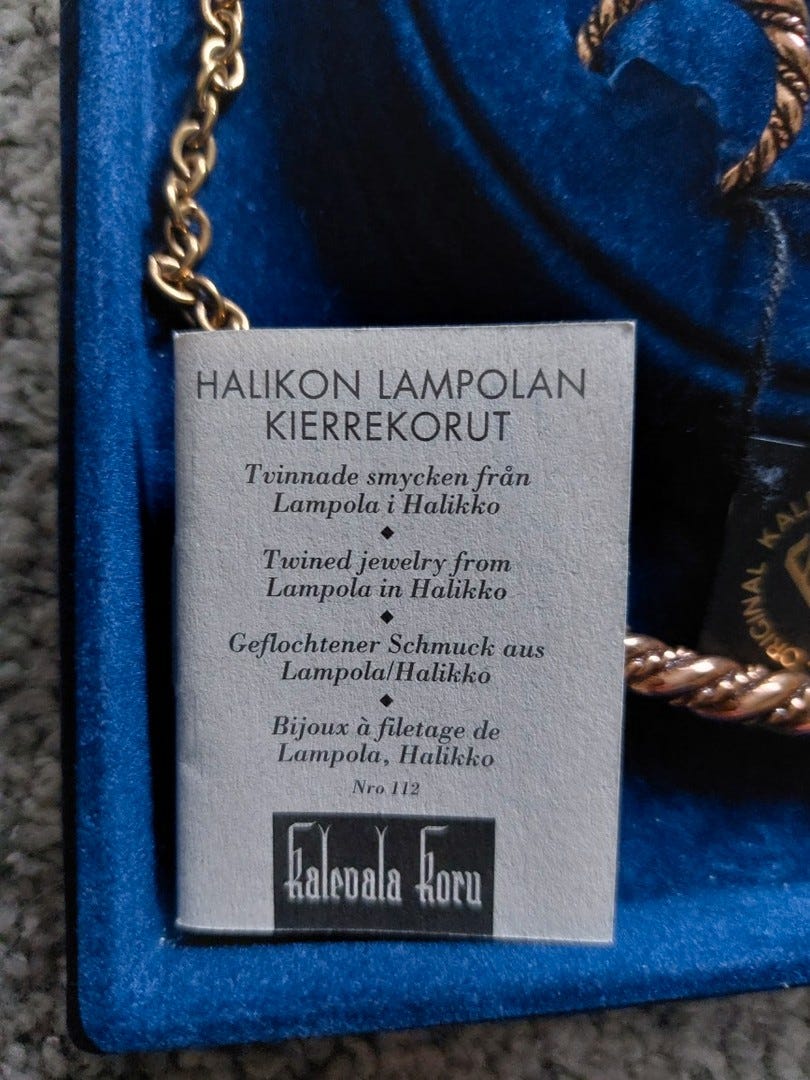 HALIKON LAMPOLAN
KIERREKORUT
Tvinnade smycken från
Lampola i Halikko
Twined jewelry from
Lampola in Halikko
Geflochtener Schmuck aus
Lampola/Halikko
Bijoux à filetage de
Lampola, Halikko
Nro 112
Kalevala Koru
ORIGINAL